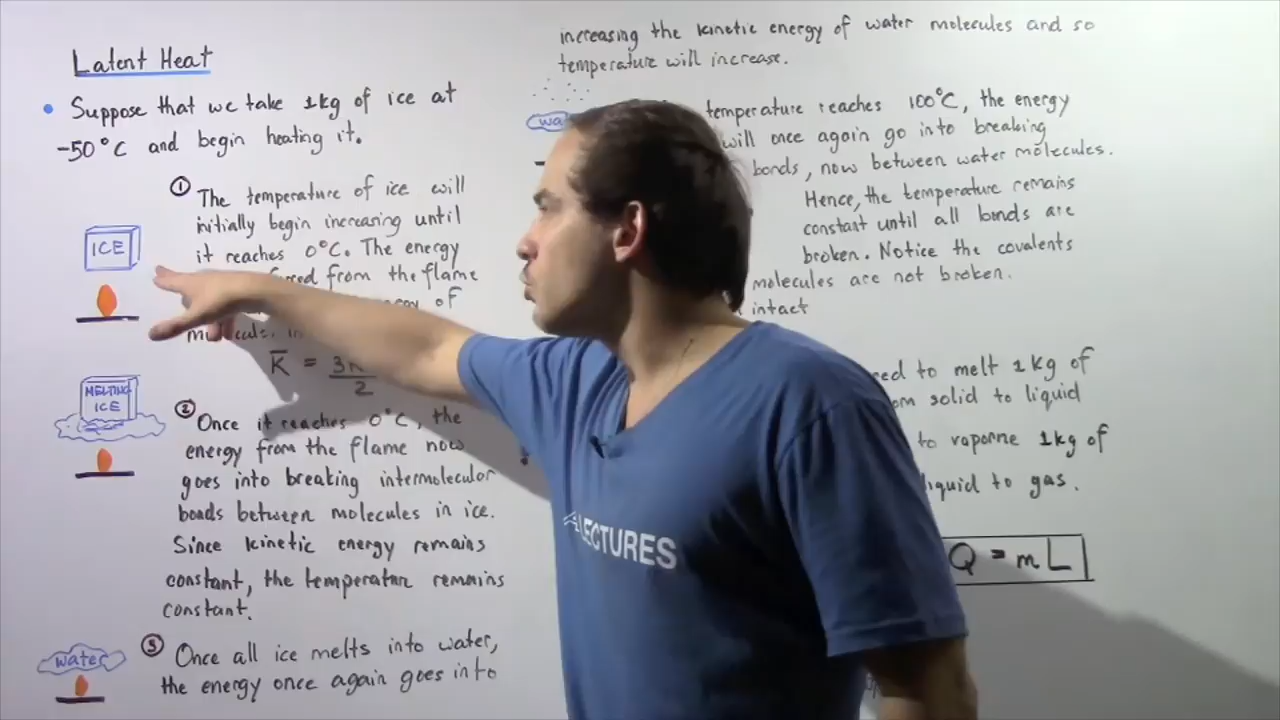 Latent Heat
• Suppose that we take 1kg of ice at
-50°C and begin heating it.
① The temperature of ice will
initially begin increasing until
it reaches 0°C. The energy
from the flame
of
K̄ =
2
② Once it reaches 0°C, the
energy from the flame now
goes into breaking intermolecular
bonds between molecules in ice.
Since kinetic energy remains
constant, the temperatur remains
constant.
③ Once all ice melts into water,
the energy once again goes into
ICE
MELTING
ICE
water
increasing the kinetic energy of water molecules and so
temperature will increase.
temperature reaches 100°C, the energy
will once again go into breaking
bonds, now between water molecules.
Hence, the temperature remains
constant until all bonds are
broken. Notice the covalents
molecules are not broken.
intact
to melt 1kg of
solid to liquid
to vaporne 1kg of
liquid to gas.
Q = mL
LECTURES